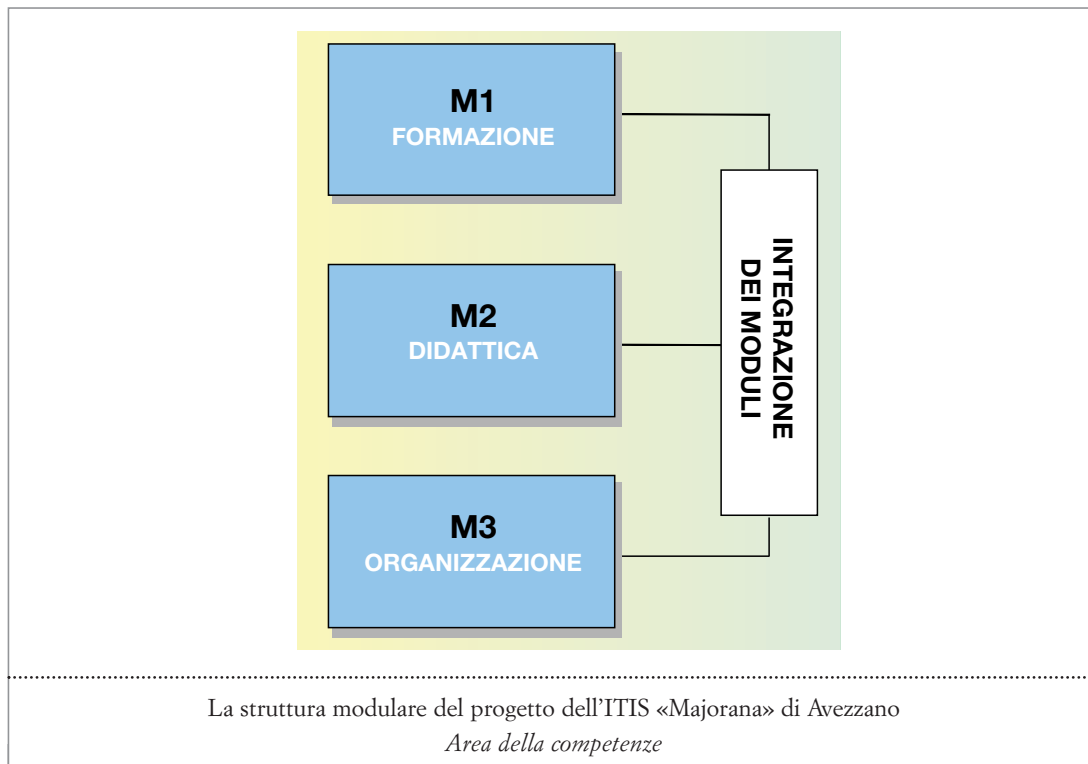 M1
FORMAZIONE
M2
DIDATTICA
M3
ORGANIZZAZIONE
INTEGRAZIONE
DEI MODULI
La struttura modulare del progetto dell'ITIS «Majorana» di Avezzano
Area della competenze